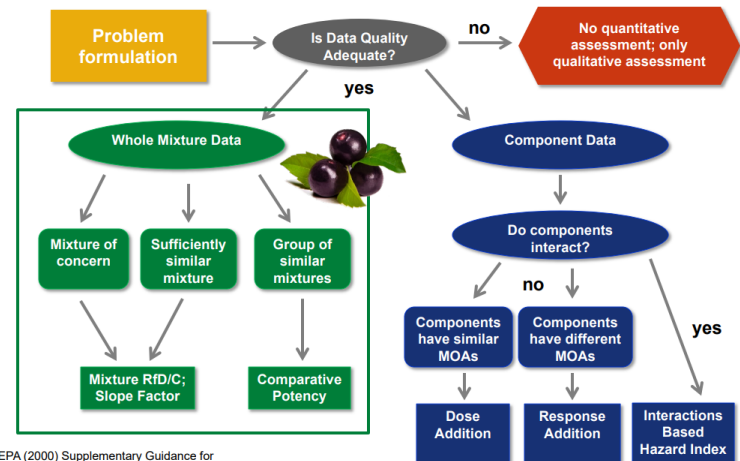 Problem
formulation
Is Data Quality
Adequate?
no
No quantitative
assessment; only
qualitative assessment
yes
Whole Mixture Data
Component Data
Mixture of
concern
Sufficiently
similar
mixture
Group of
similar
mixtures
Do components
interact?
no
yes
Components
have similar
MOAs
Components
have different
MOAs
Mixture RfD/C;
Slope Factor
Comparative
Potency
Dose
Addition
Response
Addition
Interactions
Based
Hazard Index
EPA (2000) Supplementary Guidance for